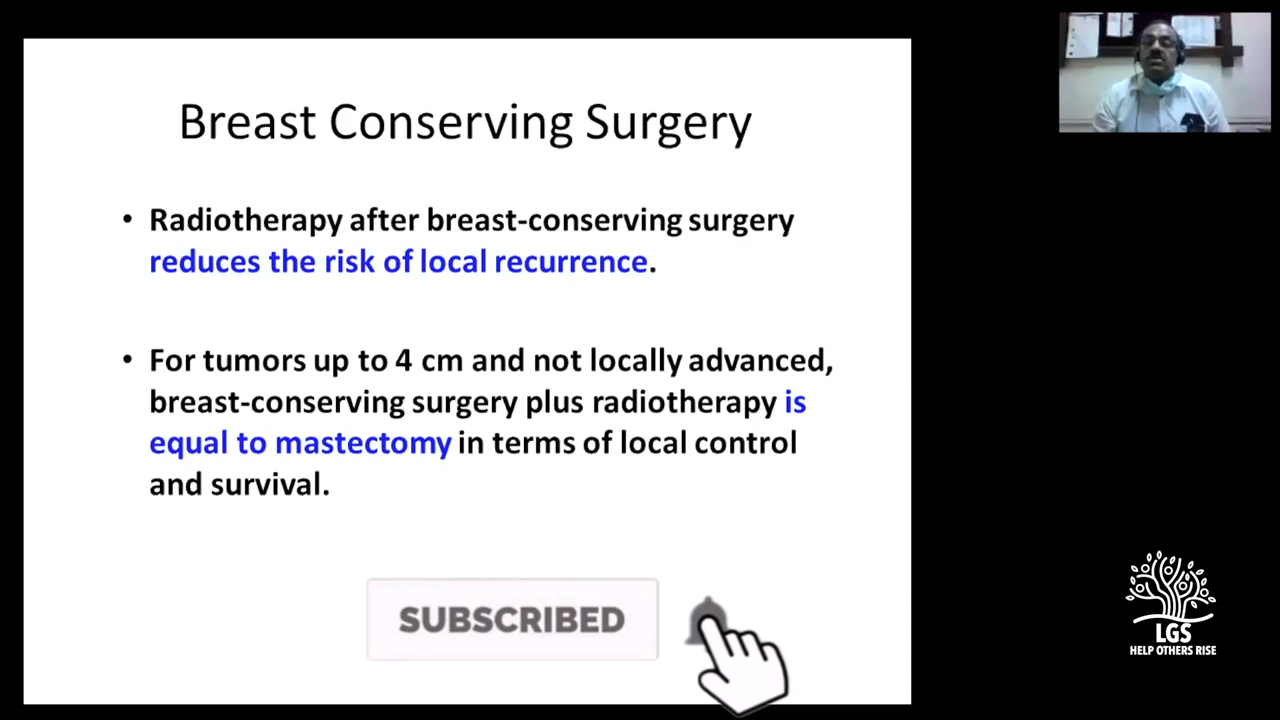 Breast Conserving Surgery
• Radiotherapy after breast-conserving surgery
reduces the risk of local recurrence.
• For tumors up to 4 cm and not locally advanced,
breast-conserving surgery plus radiotherapy is
equal to mastectomy in terms of local control
and survival.
SUBSCRIBED
LGS
HELP OTHERS RISE